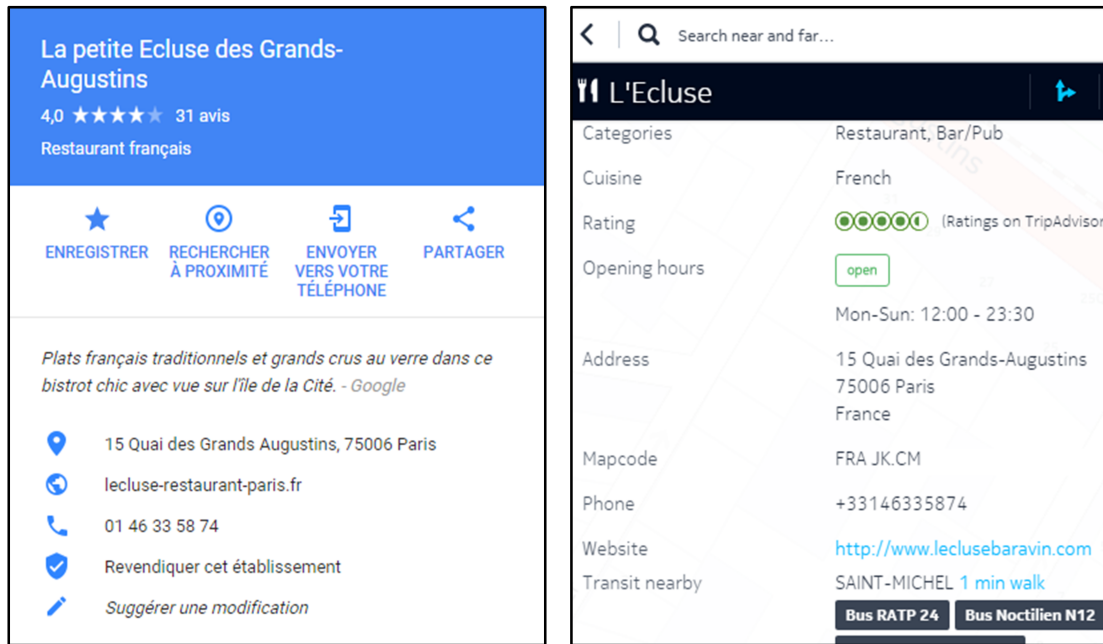 La petite Ecluse des Grands-
Augustins
4,0 ★★★★★ 31 avis
Restaurant français
ENREGISTRER
RECHERCHER
À PROXIMITÉ
ENVOYER
VERS VOTRE
TÉLÉPHONE
PARTAGER
Plats français traditionnels et grands crus au verre dans ce
bistrot chic avec vue sur l'île de la Cité. - Google
15 Quai des Grands Augustins, 75006 Paris
lecluse-restaurant-paris.fr
01 46 33 58 74
Revendiquer cet établissement
Suggérer une modification
Search near and far...
L'Ecluse
Categories Restaurant, Bar/Pub
Cuisine French
Rating (Ratings on TripAdvisor
Opening hours open
Mon-Sun: 12:00 - 23:30
Address 15 Quai des Grands-Augustins
75006 Paris
France
Mapcode FRA JK.CM
Phone +33146335874
Website http://www.leclusebaravin.com
Transit nearby SAINT-MICHEL 1 min walk
Bus RATP 24 Bus Noctilien N12